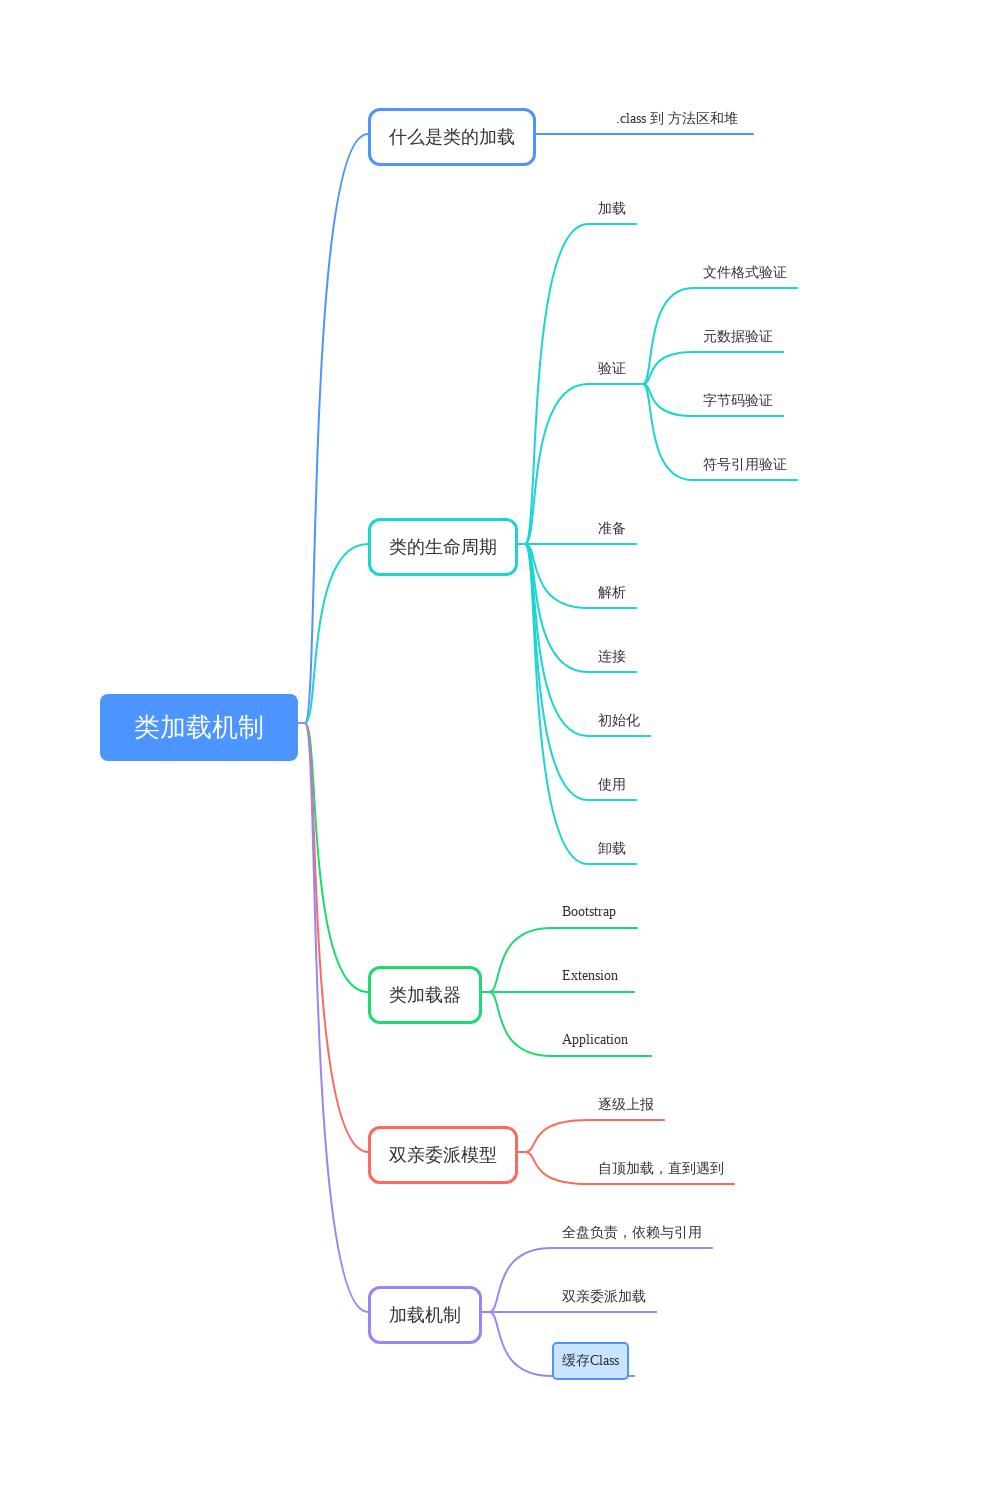 类加载机制
什么是类的加载
.class 到 方法区和堆
类的生命周期
加载
验证
文件格式验证
元数据验证
字节码验证
符号引用验证
准备
解析
连接
初始化
使用
卸载
类加载器
Bootstrap
Extension
Application
双亲委派模型
逐级上报
自顶加载，直到遇到
加载机制
全盘负责，依赖与引用
双亲委派加载
缓存Class